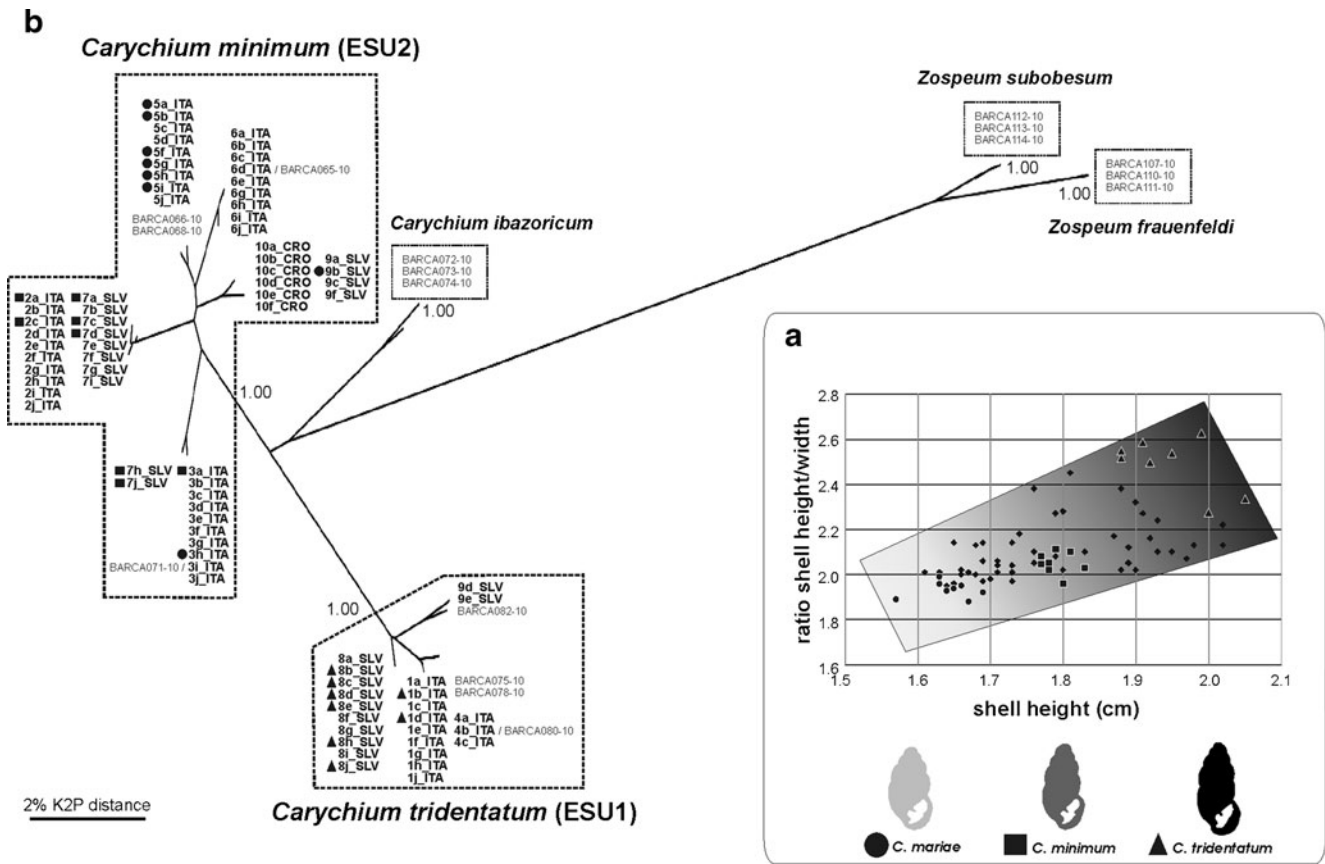 b
Carychium minimum (ESU2)
5a_ITA
5b_ITA
5c_ITA
5d_ITA
5f_ITA
5g_ITA
5h_ITA
5i_ITA
5j_ITA
6a_ITA
6b_ITA
6c_ITA
6d_ITA / BARCA065-10
6e_ITA
6g_ITA
6h_ITA
6i_ITA
6j_ITA
BARCA066-10
BARCA068-10
10a_CRO
10b_CRO
10c_CRO
10d_CRO
10e_CRO
10f_CRO
9a_SLV
9b_SLV
9c_SLV
9f_SLV
2a_ITA
2b_ITA
2c_ITA
2d_ITA
2e_ITA
2f_ITA
2g_ITA
2h_ITA
2i_ITA
2j_ITA
7a_SLV
7b_SLV
7c_SLV
7d_SLV
7e_SLV
7f_SLV
7g_SLV
7i_SLV
7h_SLV
7j_SLV
3a_ITA
3b_ITA
3c_ITA
3d_ITA
3e_ITA
3f_ITA
3g_ITA
3h_ITA
BARCA071-10 / 3i_ITA
3j_ITA
Carychium ibazoricum
BARCA072-10
BARCA073-10
BARCA074-10
1.00
1.00
Zospeum subobesum
BARCA112-10
BARCA113-10
BARCA114-10
1.00
BARCA107-10
BARCA110-10
BARCA111-10
1.00
Zospeum frauenfeldi
1.00
9d_SLV
9e_SLV
BARCA082-10
8a_SLV
8b_SLV
8c_SLV
8d_SLV
8e_SLV
8f_SLV
8g_SLV
8h_SLV
8i_SLV
8j_SLV
1a_ITA BARCA075-10
1b_ITA BARCA078-10
1c_ITA
1d_ITA
1e_ITA
1f_ITA
1g_ITA
1h_ITA
1j_ITA
4a_ITA
4b_ITA / BARCA080-10
4c_ITA
Carychium tridentatum (ESU1)
2% K2P distance
a
ratio shell height/width
2.8
2.6
2.4
2.2
2.0
1.8
1.6
1.5 1.6 1.7 1.8 1.9 2.0 2.1
shell height (cm)
C. mariae C. minimum C. tridentatum